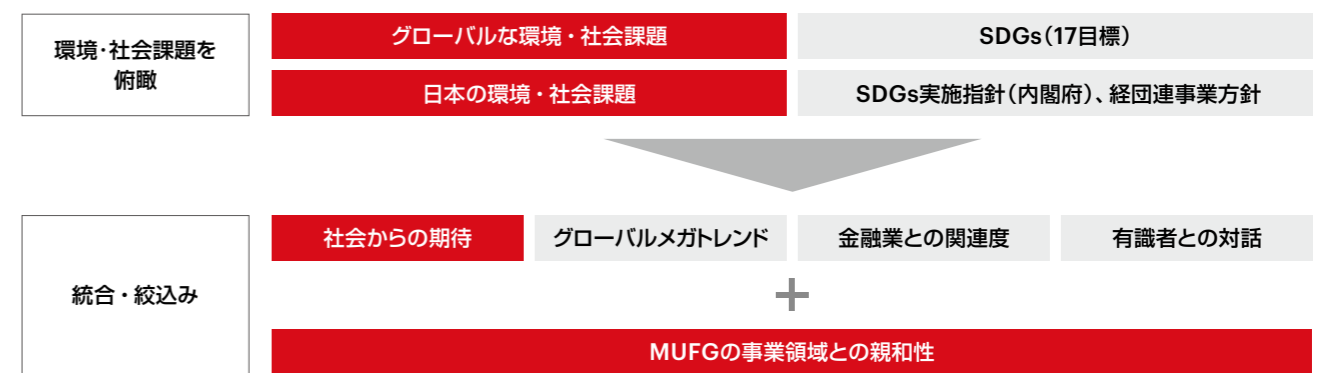 環境・社会課題を
俯瞰
グローバルな環境・社会課題
SDGs（17目標）
日本の環境・社会課題
SDGs実施指針（内閣府）、経団連事業方針
統合・絞込み
社会からの期待
グローバルメガトレンド
金融業との関連度
有識者との対話
+
MUFGの事業領域との親和性